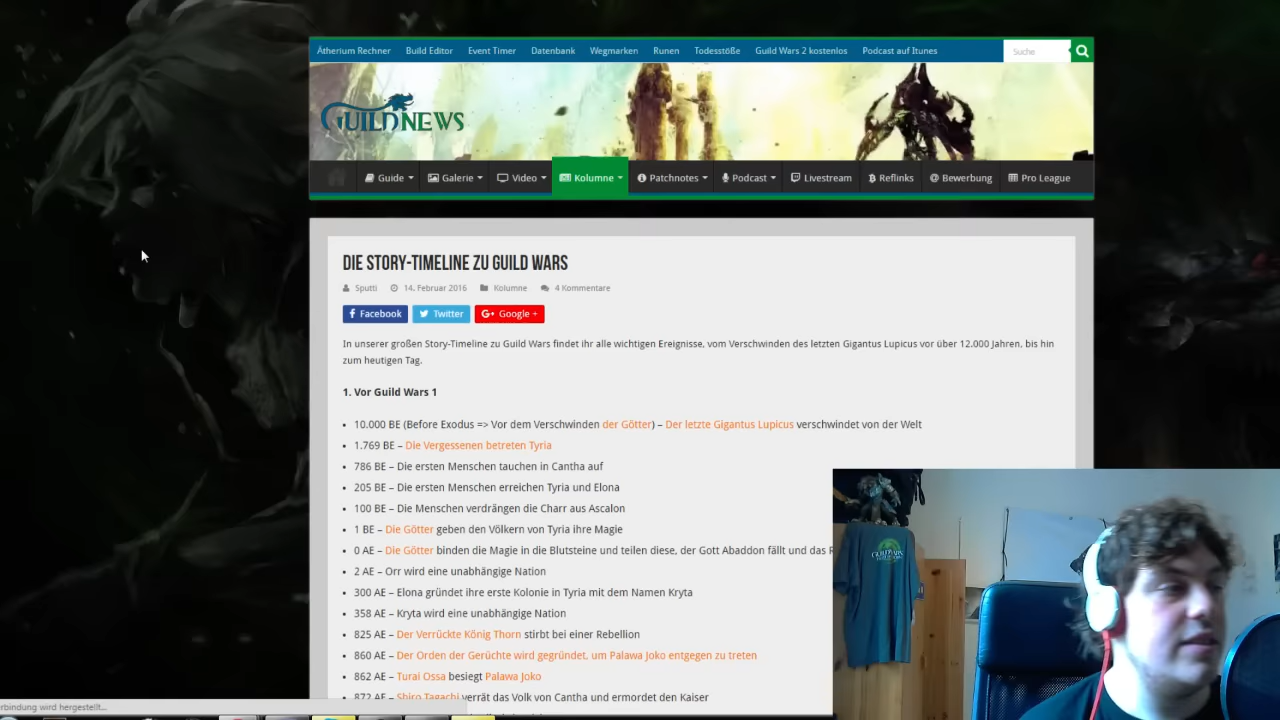 Ätherium Rechner Build Editor Event Timer Datenbank Wegmarken Runen Todesstöße Guild Wars 2 kostenlos Podcast auf Itunes Suche
GUILDNEWS
Guide Galerie Video Kolumne Patchnotes Podcast Livestream Reflinks Bewerbung Pro League
DIE STORY-TIMELINE ZU GUILD WARS
Sputti 14. Februar 2016 Kolumne 4 Kommentare
Facebook Twitter Google +
In unserer großen Story-Timeline zu Guild Wars findet ihr alle wichtigen Ereignisse, vom Verschwinden des letzten Gigantus Lupicus vor über 12.000 Jahren, bis hin
zum heutigen Tag.
1. Vor Guild Wars 1
10.000 BE (Before Exodus => Vor dem Verschwinden der Götter) – Der letzte Gigantus Lupicus verschwindet von der Welt
1.769 BE – Die Vergessenen betreten Tyria
786 BE – Die ersten Menschen tauchen in Cantha auf
205 BE – Die ersten Menschen erreichen Tyria und Elona
100 BE – Die Menschen verdrängen die Charr aus Ascalon
1 BE – Die Götter geben den Völkern von Tyria ihre Magie
0 AE – Die Götter binden die Magie in die Blutsteine und teilen diese, der Gott Abaddon fällt und das R
2 AE – Orr wird eine unabhängige Nation
300 AE – Elona gründet ihre erste Kolonie in Tyria mit dem Namen Kryta
358 AE – Kryta wird eine unabhängige Nation
825 AE – Der Verrückte König Thorn stirbt bei einer Rebellion
860 AE – Der Orden der Gerüchte wird gegründet, um Palawa Joko entgegen zu treten
862 AE – Turai Ossa besiegt Palawa Joko
872 AE – Shiro Tagachi verrät das Volk von Cantha und ermordet den Kaiser
rbindung wird hergestellt...
GUILD WARS